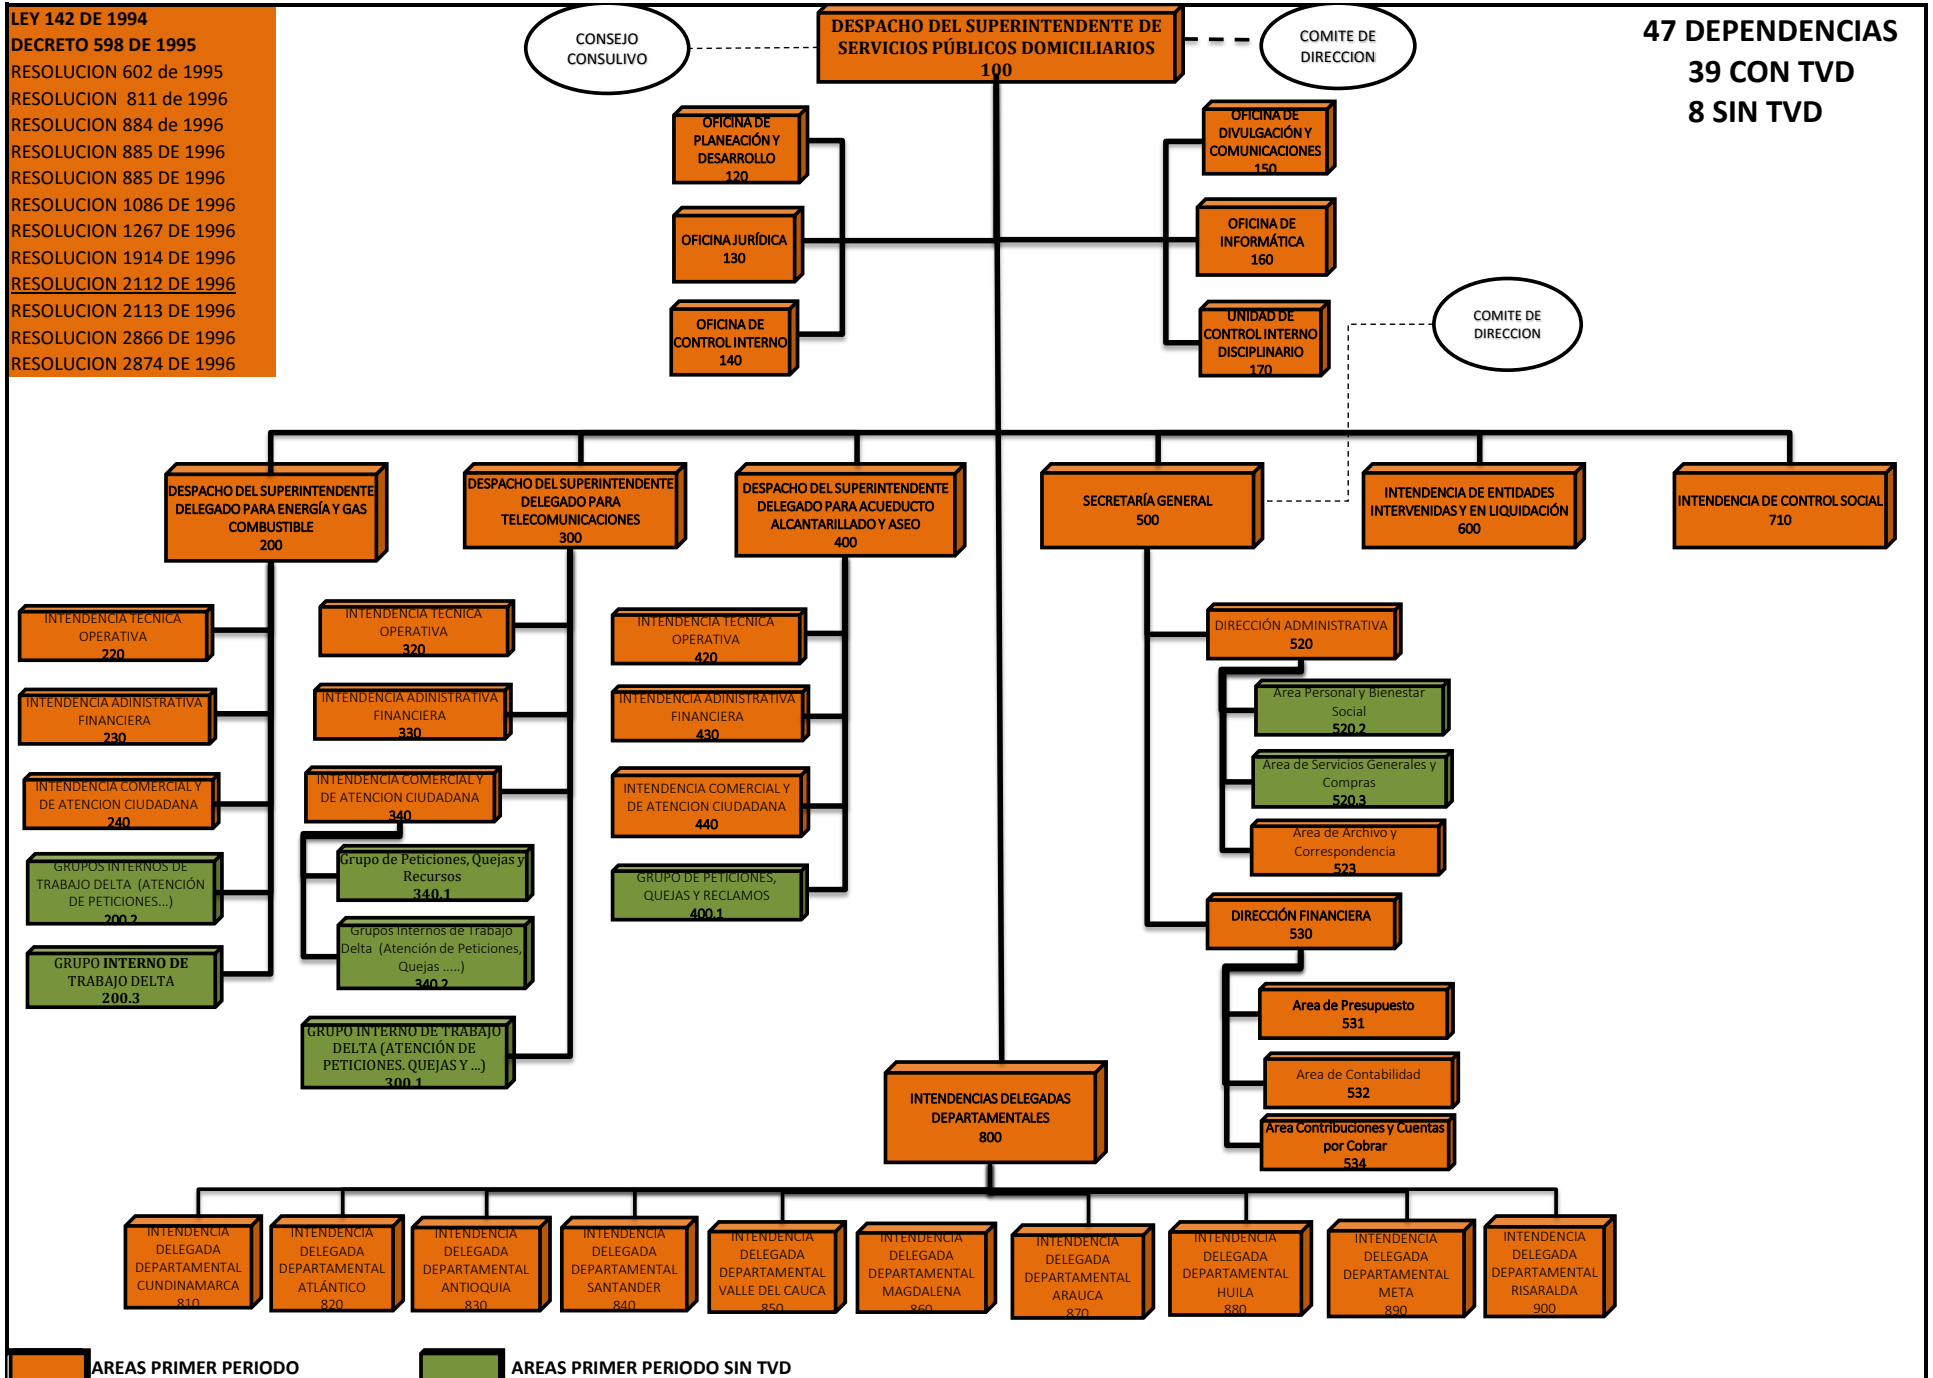 LEY 142 DE 1994
DECRETO 598 DE 1995
RESOLUCION 602 de 1995
RESOLUCION  811 de 1996
RESOLUCION 884 de 1996
RESOLUCION 885 DE 1996
RESOLUCION 885 DE 1996
RESOLUCION 1086 DE 1996
RESOLUCION 1267 DE 1996
RESOLUCION 1914 DE 1996
RESOLUCION 2112 DE 1996
RESOLUCION 2113 DE 1996
RESOLUCION 2866 DE 1996
RESOLUCION 2874 DE 1996
CONSEJO
CONSULIVO
DESPACHO DEL SUPERINTENDENTE DE
SERVICIOS PÚBLICOS DOMICILIARIOS
100
COMITE DE
DIRECCION
47 DEPENDENCIAS
39 CON TVD
8 SIN TVD
OFICINA DE
PLANEACIÓN Y
DESARROLLO
120
OFICINA JURÍDICA
130
OFICINA DE
CONTROL INTERNO
140
OFICINA DE
DIVULGACIÓN Y
COMUNICACIONES
150
OFICINA DE
INFORMÁTICA
160
UNIDAD DE
CONTROL INTERNO
DISCIPLINARIO
170
COMITE DE
DIRECCION
DESPACHO DEL SUPERINTENDENTE
DELEGADO PARA ENERGÍA Y GAS
COMBUSTIBLE
200
DESPACHO DEL SUPERINTENDENTE
DELEGADO PARA
TELECOMUNICACIONES
300
DESPACHO DEL SUPERINTENDENTE
DELEGADO PARA ACUEDUCTO
ALCANTARILLADO Y ASEO
400
SECRETARÍA GENERAL
500
INTENDENCIA DE ENTIDADES
INTERVENIDAS Y EN LIQUIDACIÓN
600
INTENDENCIA DE CONTROL SOCIAL
710
INTENDENCIA TECNICA
OPERATIVA
220
INTENDENCIA ADINISTRATIVA
FINANCIERA
230
INTENDENCIA COMERCIAL Y
DE ATENCION CIUDADANA
240
GRUPOS INTERNOS DE
TRABAJO DELTA  (ATENCIÓN
DE PETICIONES...)
200.2
GRUPO INTERNO DE
TRABAJO DELTA
200.3
INTENDENCIA TECNICA
OPERATIVA
320
INTENDENCIA ADINISTRATIVA
FINANCIERA
330
INTENDENCIA COMERCIAL Y
DE ATENCION CIUDADANA
340
Grupo de Peticiones, Quejas y
Recursos
340.1
Grupos Internos de Trabajo
Delta  (Atención de Peticiones,
Quejas .....)
340.2
GRUPO INTERNO DE TRABAJO
DELTA (ATENCIÓN DE
PETICIONES. QUEJAS Y ...)
300.1
INTENDENCIA TECNICA
OPERATIVA
420
INTENDENCIA ADINISTRATIVA
FINANCIERA
430
INTENDENCIA COMERCIAL Y
DE ATENCION CIUDADANA
440
GRUPO DE PETICIONES,
QUEJAS Y RECLAMOS
400.1
DIRECCIÓN ADMINISTRATIVA
520
Area Personal y Bienestar
Social
520.2
Area de Servicios Generales y
Compras
520.3
Area de Archivo y
Correspondencia
523
DIRECCIÓN FINANCIERA
530
Area de Presupuesto
531
Area de Contabilidad
532
Area Contribuciones y Cuentas
por Cobrar
534
INTENDENCIAS DELEGADAS
DEPARTAMENTALES
800
INTENDENCIA
DELEGADA
DEPARTAMENTAL
CUNDINAMARCA
810
INTENDENCIA
DELEGADA
DEPARTAMENTAL
ATLÁNTICO
820
INTENDENCIA
DELEGADA
DEPARTAMENTAL
ANTIOQUIA
830
INTENDENCIA
DELEGADA
DEPARTAMENTAL
SANTANDER
840
INTENDENCIA
DELEGADA
DEPARTAMENTAL
VALLE DEL CAUCA
850
INTENDENCIA
DELEGADA
DEPARTAMENTAL
MAGDALENA
860
INTENDENCIA
DELEGADA
DEPARTAMENTAL
ARAUCA
870
INTENDENCIA
DELEGADA
DEPARTAMENTAL
HUILA
880
INTENDENCIA
DELEGADA
DEPARTAMENTAL
META
890
INTENDENCIA
DELEGADA
DEPARTAMENTAL
RISARALDA
900
AREAS PRIMER PERIODO
AREAS PRIMER PERIODO SIN TVD